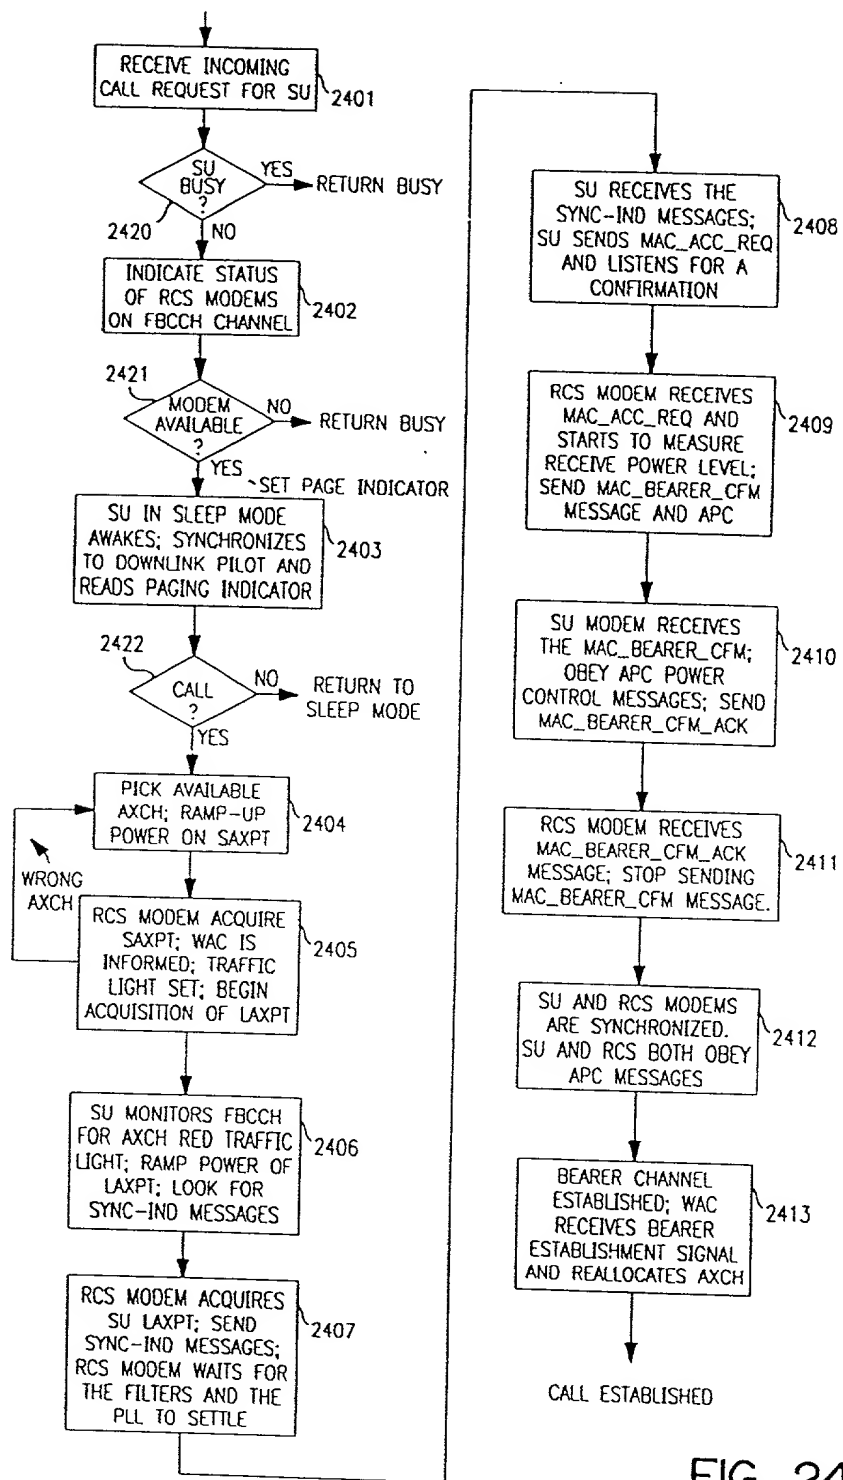 RECEIVE INCOMING
CALL REQUEST FOR SU
2401
SU
BUSY
?
YES
RETURN BUSY
2420
NO
INDICATE STATUS
OF RCS MODEMS
ON FBCCH CHANNEL
2402
2421
MODEM
AVAILABLE
?
NO
RETURN BUSY
YES
SET PAGE INDICATOR
SU IN SLEEP MODE
AWAKES; SYNCHRONIZES
TO DOWNLINK PILOT AND
READS PAGING INDICATOR
2403
2422
CALL
?
NO
RETURN TO
SLEEP MODE
YES
PICK AVAILABLE
AXCH; RAMP-UP
POWER ON SAXPT
2404
WRONG
AXCH
RCS MODEM ACQUIRE
SAXPT; WAC IS
INFORMED; TRAFFIC
LIGHT SET; BEGIN
ACQUISITION OF LAXPT
2405
SU MONITORS FBCCH
FOR AXCH RED TRAFFIC
LIGHT; RAMP POWER OF
LAXPT; LOOK FOR
SYNC-IND MESSAGES
2406
RCS MODEM ACQUIRES
SU LAXPT; SEND
SYNC-IND MESSAGES;
RCS MODEM WAITS FOR
THE FILTERS AND THE
PLL TO SETTLE
2407
SU RECEIVES THE
SYNC-IND MESSAGES;
SU SENDS MAC_ACC_REQ
AND LISTENS FOR A
CONFIRMATION
2408
RCS MODEM RECEIVES
MAC_ACC_REQ AND
STARTS TO MEASURE
RECEIVE POWER LEVEL;
SEND MAC_BEARER_CFM
MESSAGE AND APC
2409
SU MODEM RECEIVES
THE MAC_BEARER_CFM;
OBEY APC POWER
CONTROL MESSAGES; SEND
MAC_BEARER_CFM_ACK
2410
RCS MODEM RECEIVES
MAC_BEARER_CFM_ACK
MESSAGE; STOP SENDING
MAC_BEARER_CFM MESSAGE.
2411
SU AND RCS MODEMS
ARE SYNCHRONIZED.
SU AND RCS BOTH OBEY
APC MESSAGES
2412
BEARER CHANNEL
ESTABLISHED; WAC
RECEIVES BEARER
ESTABLISHMENT SIGNAL
AND REALLOCATES AXCH
2413
CALL ESTABLISHED
FIG. 24